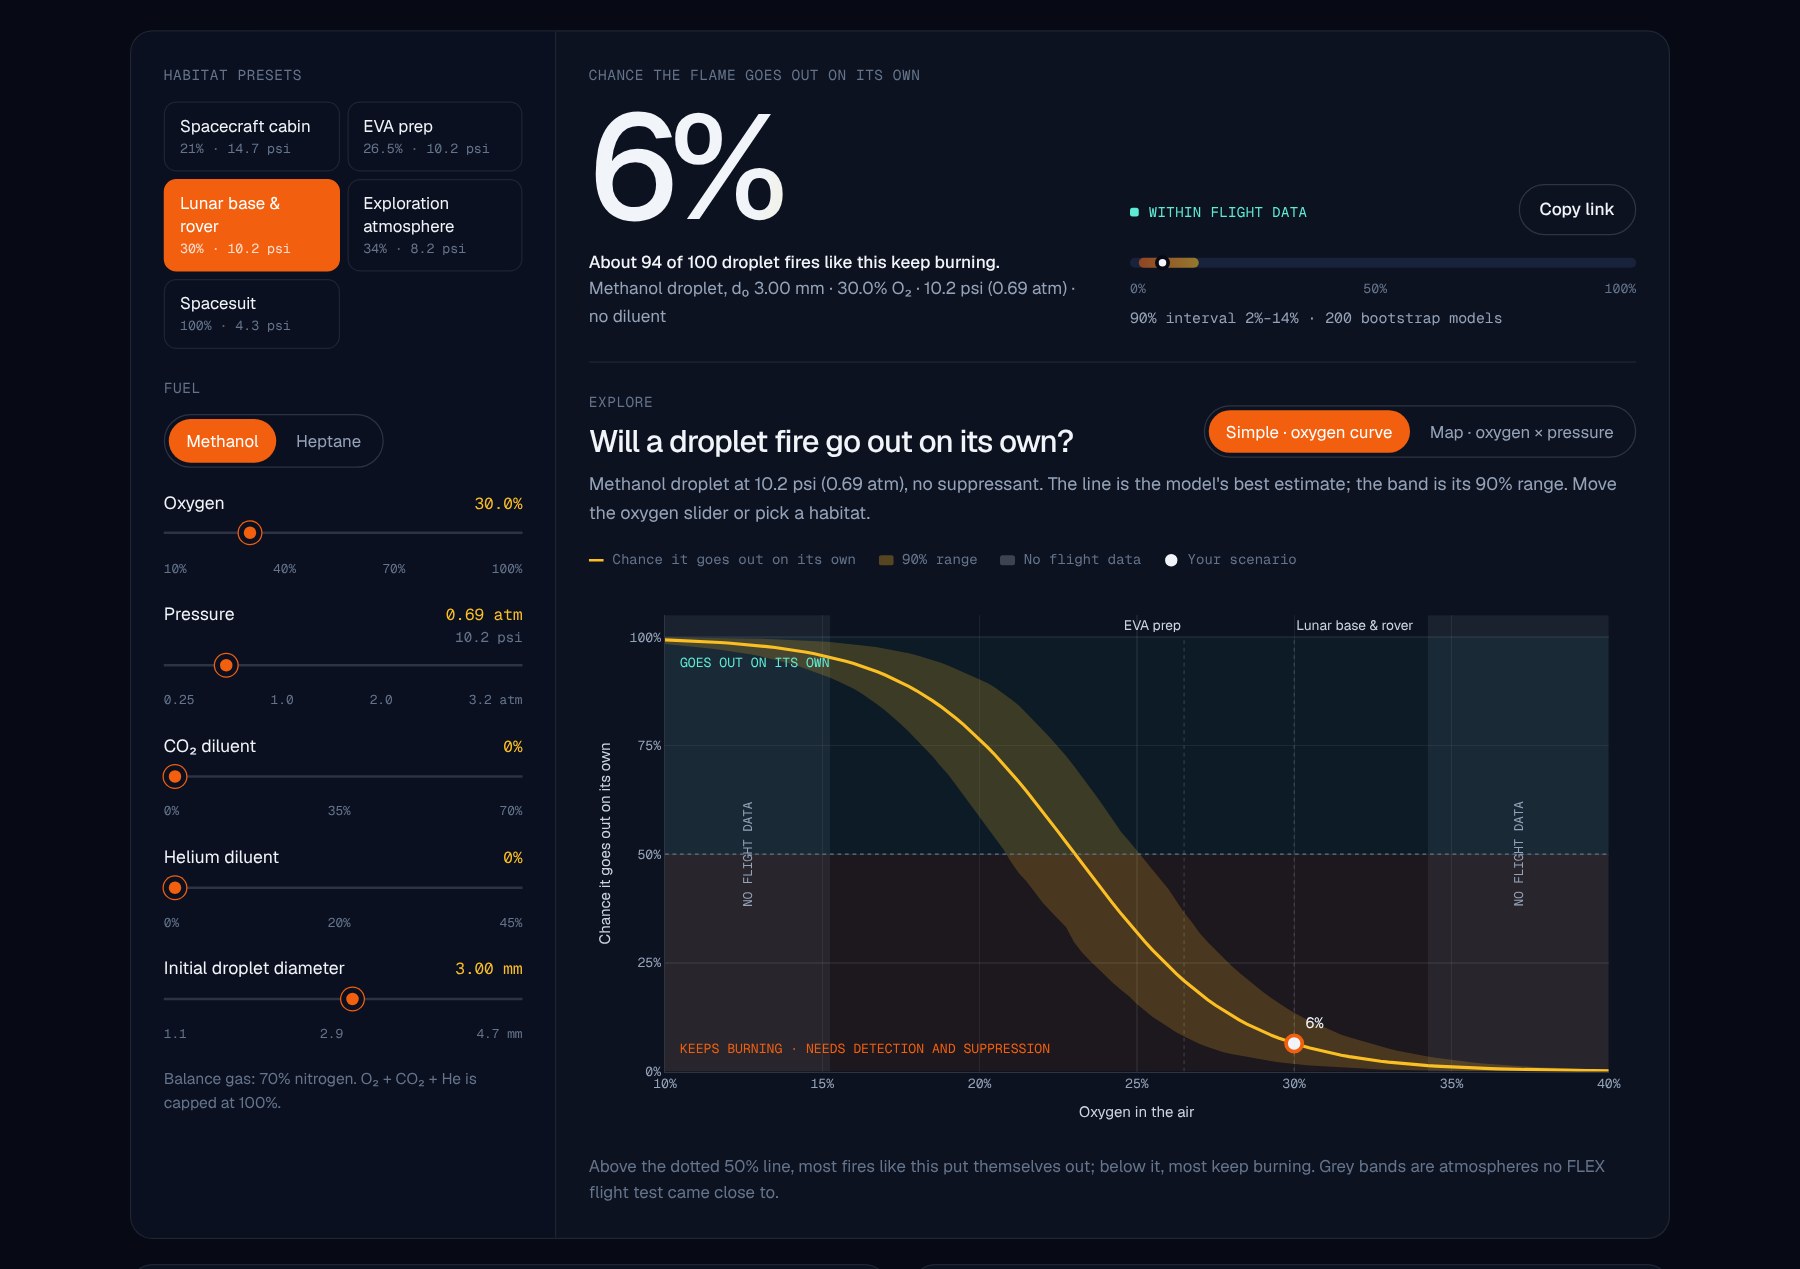 HABITAT PRESETS
Spacecraft cabin
21% · 14.7 psi
EVA prep
26.5% · 10.2 psi
Lunar base &
rover
30% · 10.2 psi
Exploration
atmosphere
34% · 8.2 psi
Spacesuit
100% · 4.3 psi
FUEL
Methanol
Heptane
Oxygen
30.0%
10%
40%
70%
100%
Pressure
0.69 atm
10.2 psi
0.25
1.0
2.0
3.2 atm
CO₂ diluent
0%
0%
35%
70%
Helium diluent
0%
0%
20%
45%
Initial droplet diameter
3.00 mm
1.1
2.9
4.7 mm
Balance gas: 70% nitrogen. O₂ + CO₂ + He is
capped at 100%.
CHANCE THE FLAME GOES OUT ON ITS OWN
6%
About 94 of 100 droplet fires like this keep burning.
Methanol droplet, d₀ 3.00 mm · 30.0% O₂ · 10.2 psi (0.69 atm) ·
no diluent
WITHIN FLIGHT DATA
Copy link
0%
50%
100%
90% interval 2%–14% · 200 bootstrap models
EXPLORE
Will a droplet fire go out on its own?
Simple · oxygen curve
Map · oxygen × pressure
Methanol droplet at 10.2 psi (0.69 atm), no suppressant. The line is the model's best estimate; the band is its 90% range. Move
the oxygen slider or pick a habitat.
Chance it goes out on its own
90% range
No flight data
Your scenario
EVA prep
Lunar base & rover
100%
75%
50%
25%
0%
GOES OUT ON ITS OWN
NO FLIGHT DATA
NO FLIGHT DATA
Chance it goes out on its own
6%
KEEPS BURNING · NEEDS DETECTION AND SUPPRESSION
10%
15%
20%
25%
30%
35%
40%
Oxygen in the air
Above the dotted 50% line, most fires like this put themselves out; below it, most keep burning. Grey bands are atmospheres no FLEX
flight test came close to.